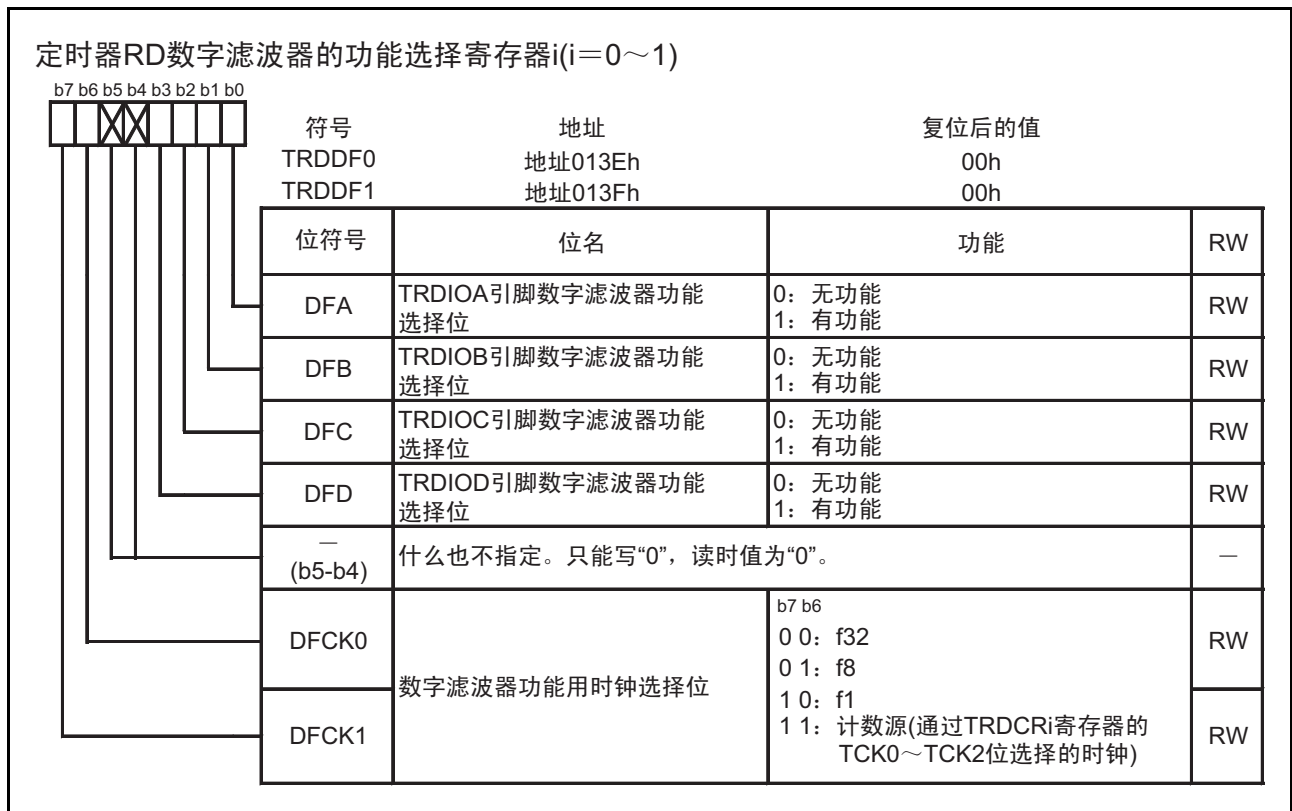 定时器RD数字滤波器的功能选择寄存器i(i＝0～1)
b7 b6 b5 b4 b3 b2 b1 b0
符号 地址 复位后的值
TRDDF0 地址013Eh 00h
TRDDF1 地址013Fh 00h
位符号 位名 功能 RW
DFA TRDIOA引脚数字滤波器功能 0：无功能 RW
选择位 1：有功能
DFB TRDIOB引脚数字滤波器功能 0：无功能 RW
选择位 1：有功能
DFC TRDIOC引脚数字滤波器功能 0：无功能 RW
选择位 1：有功能
DFD TRDIOD引脚数字滤波器功能 0：无功能 RW
选择位 1：有功能
— 什么也不指定。只能写“0”，读时值为“0”。 —
(b5-b4)
b7 b6
DFCK0 0 0：f32 RW
0 1：f8
数字滤波器功能用时钟选择位
1 0：f1
DFCK1 1 1：计数源(通过TRDCRi寄存器的 RW
TCK0～TCK2位选择的时钟)